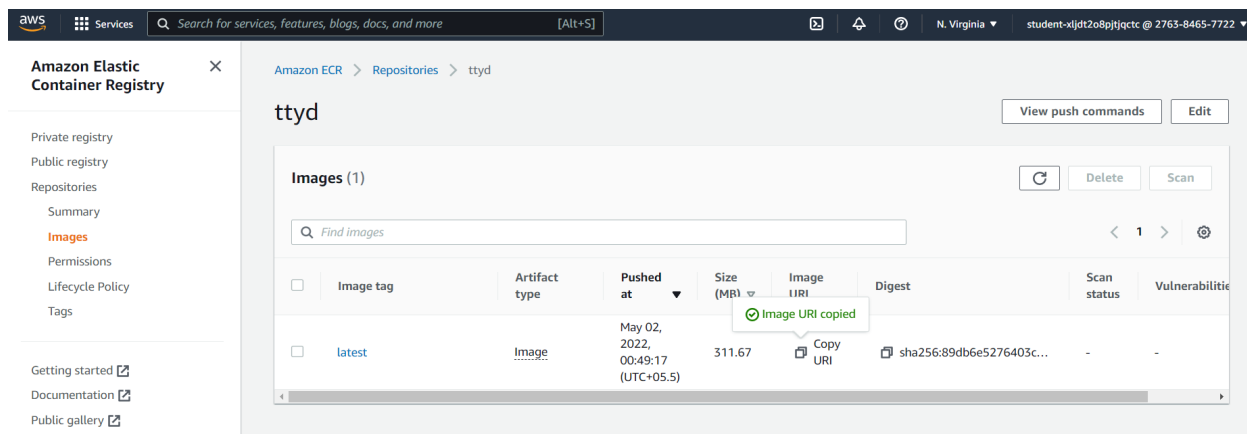 aws Services Search for services, features, blogs, docs, and more [Alt+S] N. Virginia ▼ student-xljdt2o8pjtjqctc @ 2763-8465-7722 ▼
Amazon Elastic
Container Registry
Private registry
Public registry
Repositories
Summary
Images
Permissions
Lifecycle Policy
Tags
Getting started
Documentation
Public gallery
Amazon ECR > Repositories > ttyd
ttyd
View push commands Edit
Images (1)
Delete Scan
Find images
< 1 >
Image tag
Artifact
type
Pushed
at
Size
(MB)
Image
URI
Digest
Scan
status
Vulnerabilitie
Image URI copied
latest
Image
May 02,
2022,
00:49:17
(UTC+05.5)
311.67
Copy
URI
sha256:89db6e5276403c...
-
-